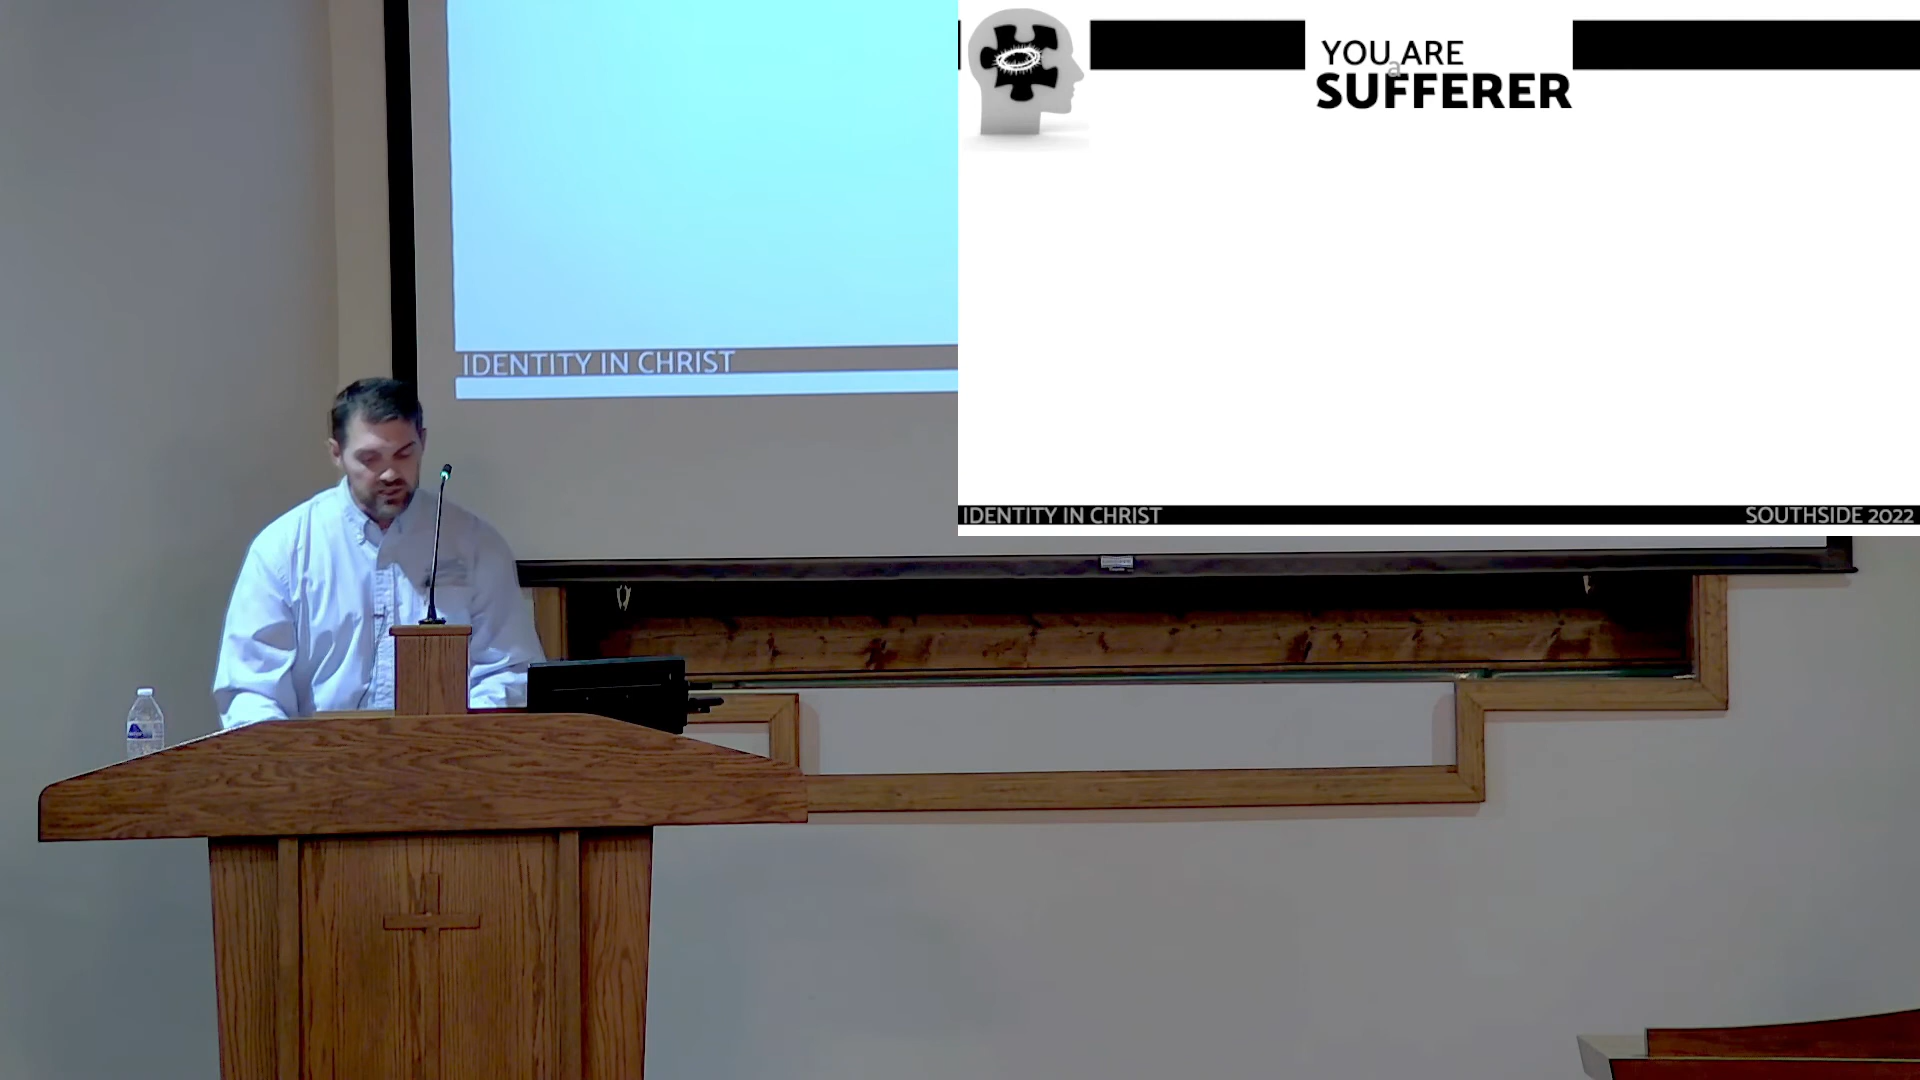 YOU ARE
a
SUFFERER
IDENTITY IN CHRIST
IDENTITY IN CHRIST
SOUTHSIDE 2022